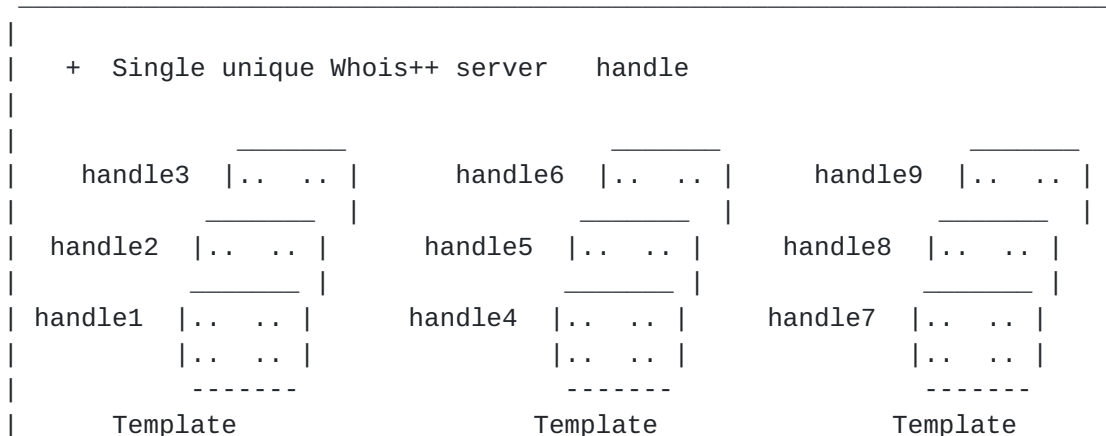 + Single unique Whois++ server handle
handle3 |.. .. | handle6 |.. .. | handle9 |.. .. |
handle2 |.. .. | handle5 |.. .. | handle8 |.. .. |
handle1 |.. .. | handle4 |.. .. | handle7 |.. .. |
|.. .. | |.. .. | |.. .. |
------- ------- -------
Template Template Template